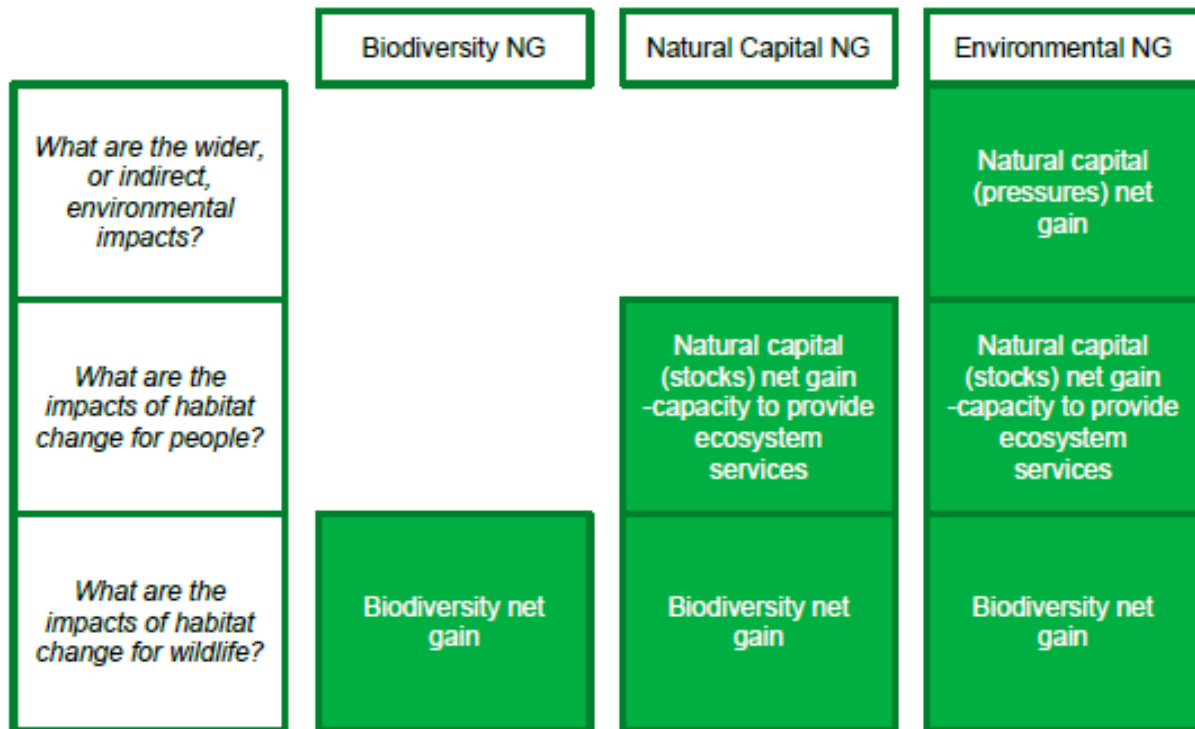 Biodiversity NG
Natural Capital NG
Environmental NG
What are the wider,
or indirect,
environmental
impacts?
Natural capital
(pressures) net
gain
What are the
impacts of habitat
change for people?
Natural capital
(stocks) net gain
-capacity to provide
ecosystem
services
Natural capital
(stocks) net gain
-capacity to provide
ecosystem
services
What are the
impacts of habitat
change for wildlife?
Biodiversity net
gain
Biodiversity net
gain
Biodiversity net
gain